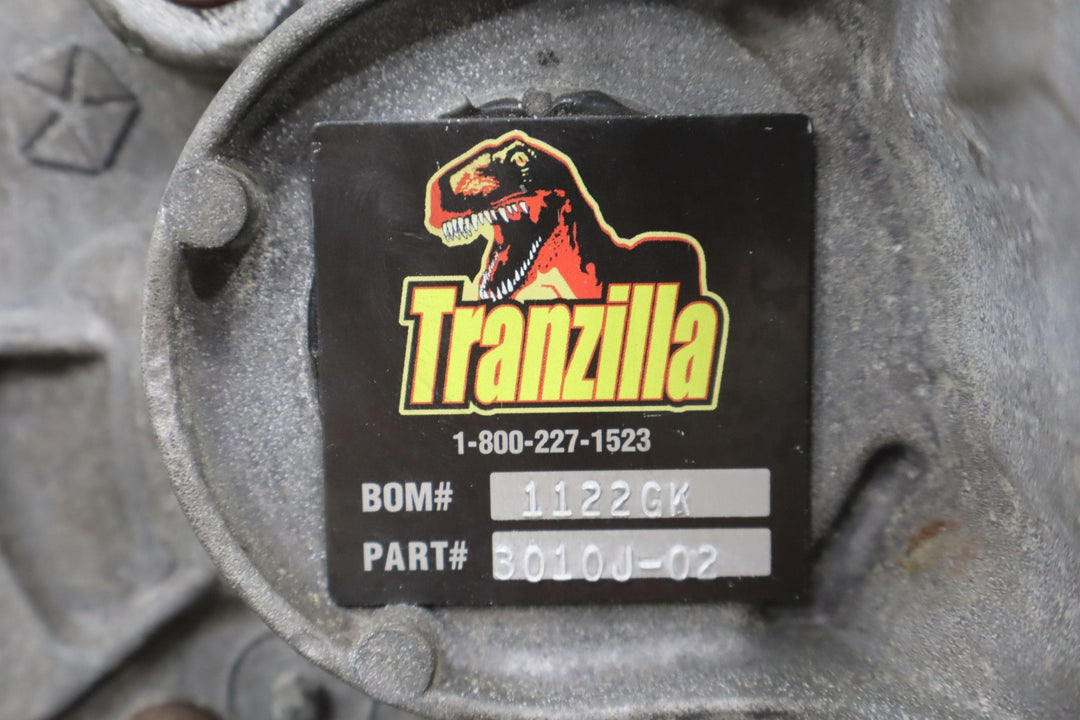 Tranzilla
1-800-227-1523
BOM# 1122GK
PART# 3010J-02